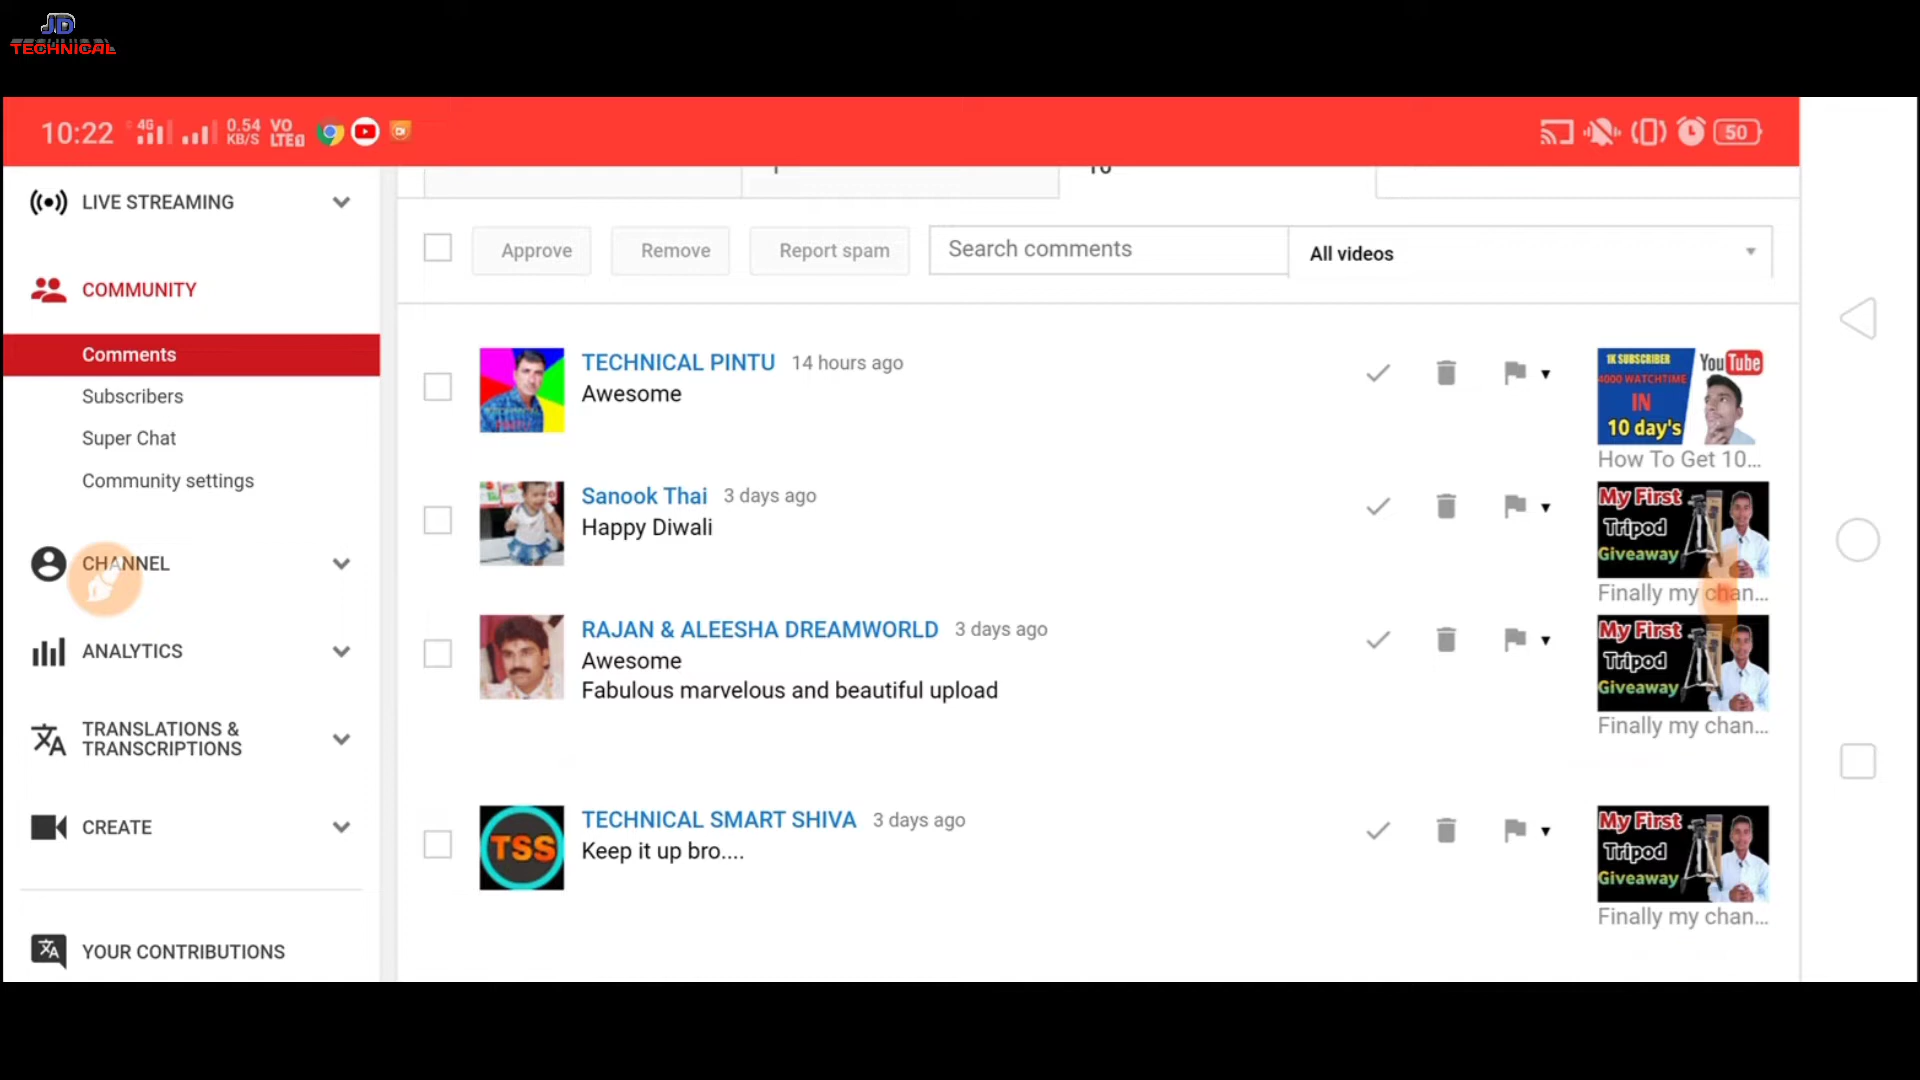 JD
TECHNICAL
10:22 4G 0.54 KB/S VO LTE 50
LIVE STREAMING
COMMUNITY
Comments
Subscribers
Super Chat
Community settings
CHANNEL
ANALYTICS
TRANSLATIONS &
TRANSCRIPTIONS
CREATE
YOUR CONTRIBUTIONS
Approve Remove Report spam Search comments All videos
TECHNICAL PINTU 14 hours ago
Awesome
1K SUBSCRIBER
4000 WATCHTIME
IN
10 day's
YouTube
How To Get 10...
Sanook Thai 3 days ago
Happy Diwali
My First
Tripod
Giveaway
Finally my chan...
RAJAN & ALEESHA DREAMWORLD 3 days ago
Awesome
Fabulous marvelous and beautiful upload
My First
Tripod
Giveaway
Finally my chan...
TSS
TECHNICAL SMART SHIVA 3 days ago
Keep it up bro....
My First
Tripod
Giveaway
Finally my chan...